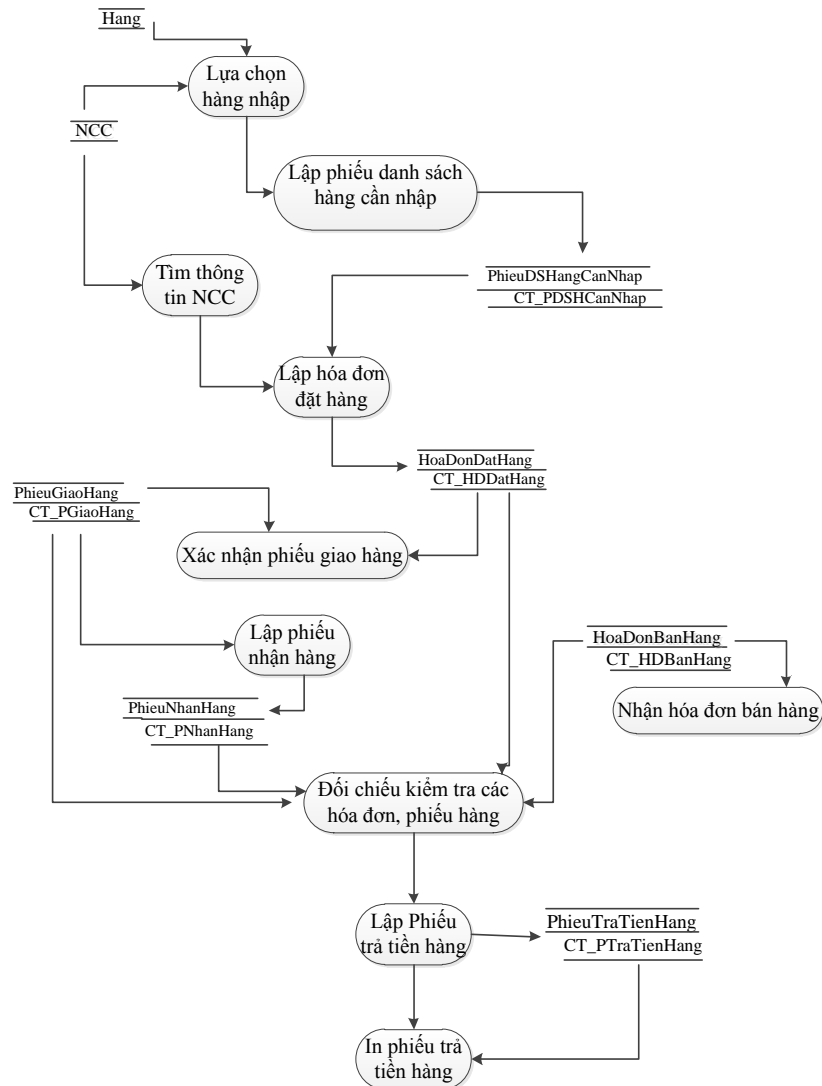 Hang
Lựa chọn
hàng nhập
NCC
Lập phiếu danh sách
hàng cần nhập
Tìm thông
tin NCC
PhieuDSHangCanNhap
CT_PDSHCanNhap
Lập hóa đơn
đặt hàng
HoaDonDatHang
CT_HDDatHang
PhieuGiaoHang
CT_PGiaoHang
Xác nhận phiếu giao hàng
Lập phiếu
nhận hàng
HoaDonBanHang
CT_HDBanHang
PhieuNhanHang
CT_PNhanHang
Nhận hóa đơn bán hàng
Đối chiếu kiểm tra các
hóa đơn, phiếu hàng
Lập Phiếu
trả tiền hàng
PhieuTraTienHang
CT_PTraTienHang
In phiếu trả
tiền hàng